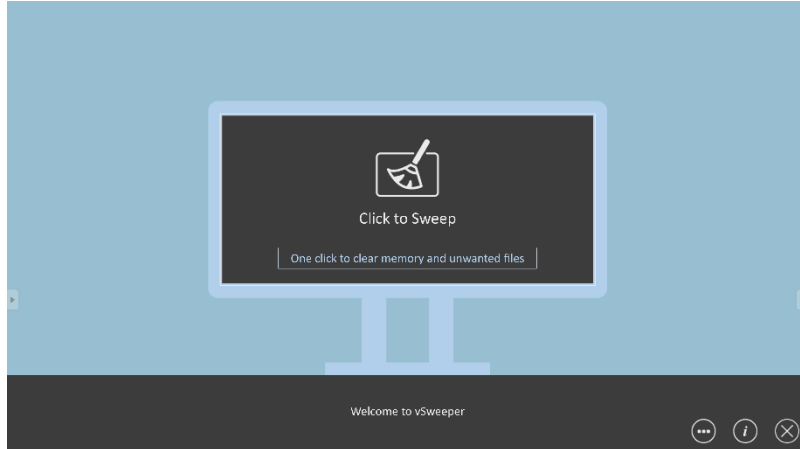 Click to Sweep
One click to clear memory and unwanted files
Welcome to vSweeper